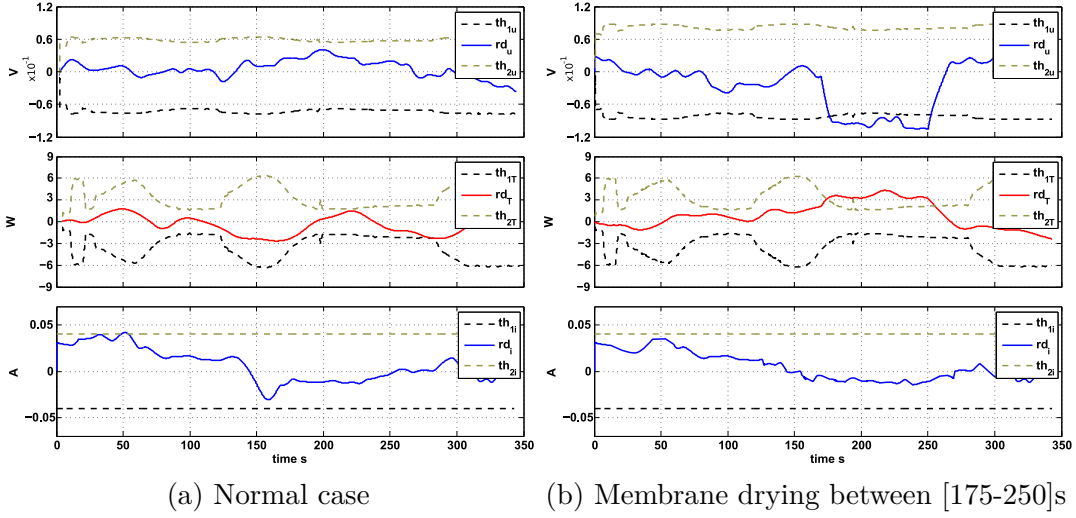 1.2
0.6
0
−0.6
−1.2
V
x10⁻¹
th1u
rdu
th2u
1.2
0.6
0
−0.6
−1.2
V
x10⁻¹
th1u
rdu
th2u
9
6
3
0
−3
−6
−9
W
th1T
rdT
th2T
9
6
3
0
−3
−6
−9
W
th1T
rdT
th2T
0.05
0
−0.05
A
th1i
rdi
th2i
0 50 100 150 200 250 300 350
time s
0.05
0
−0.05
A
th1i
rdi
th2i
0 50 100 150 200 250 300 350
time s
(a) Normal case
(b) Membrane drying between [175-250]s